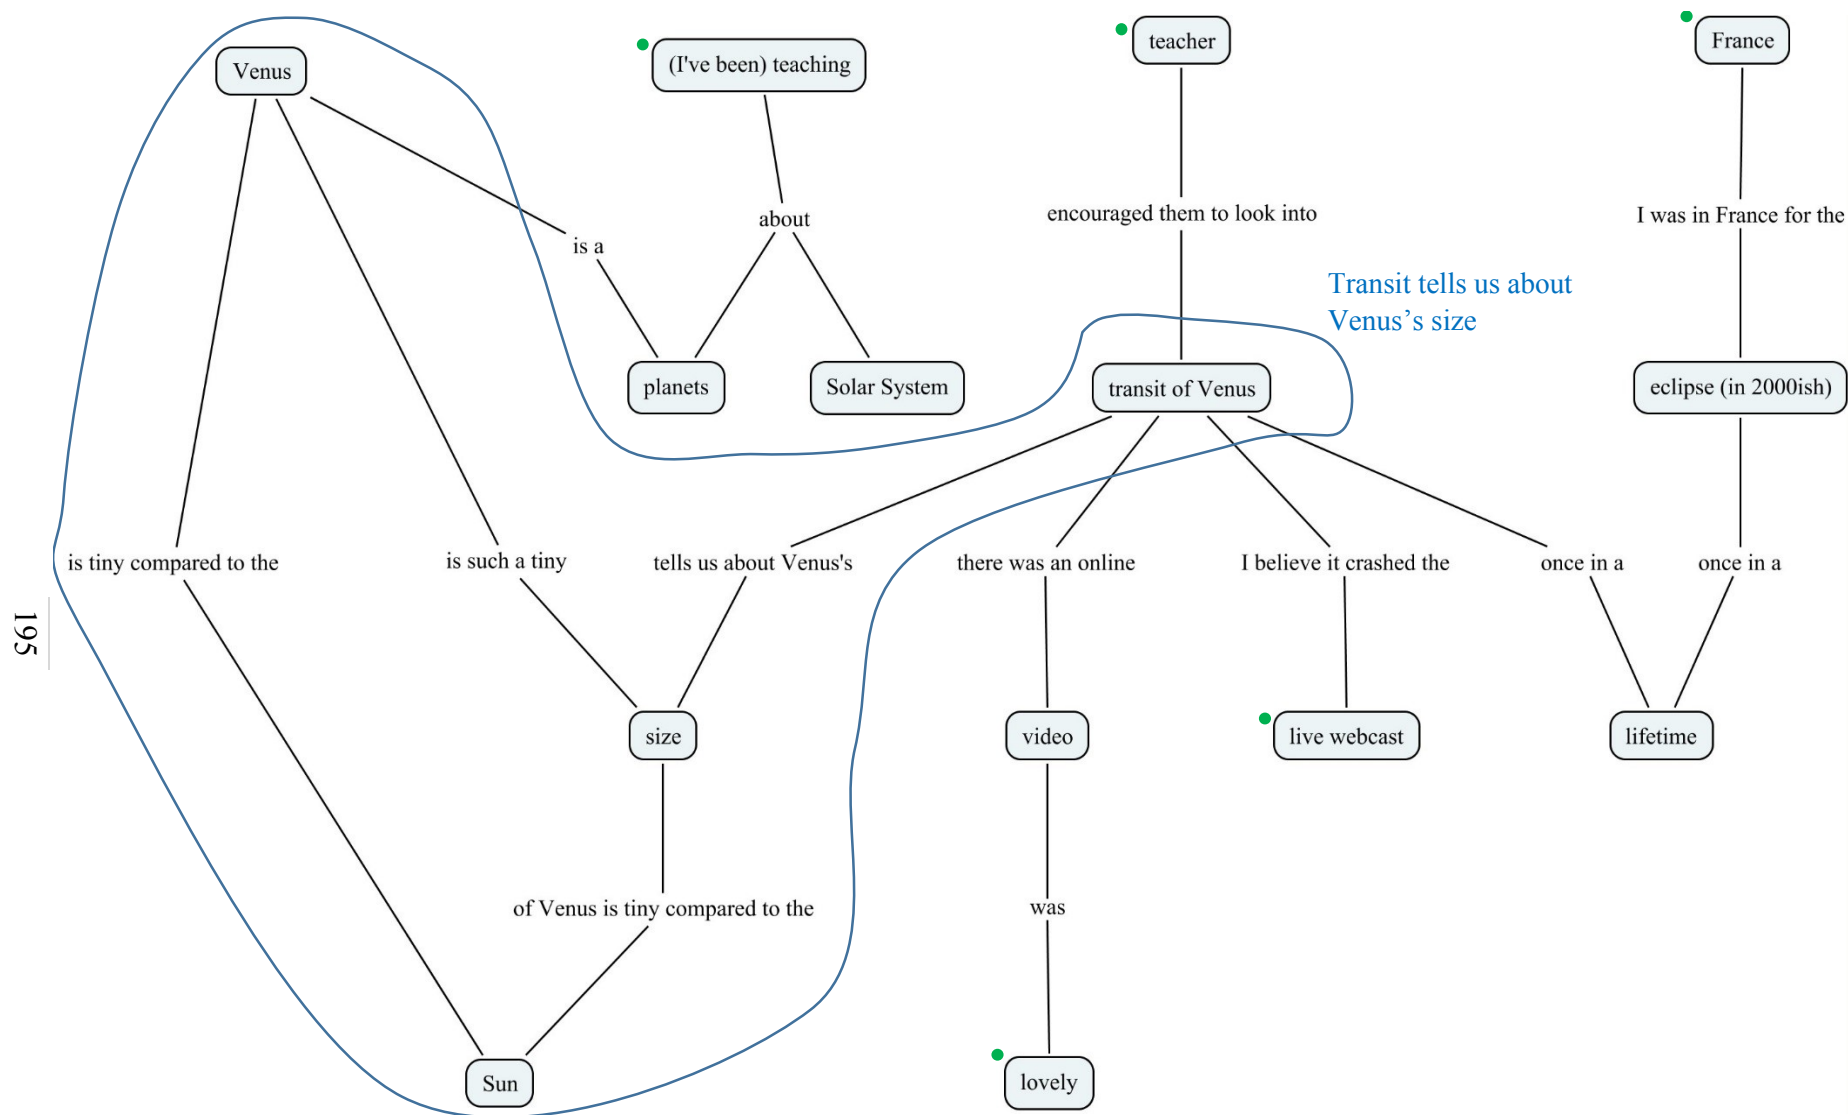 Venus
(I've been) teaching
teacher
France
is a
about
encouraged them to look into
I was in France for the
Transit tells us about
Venus’s size
planets
Solar System
transit of Venus
eclipse (in 2000ish)
is tiny compared to the
is such a tiny
tells us about Venus's
there was an online
I believe it crashed the
once in a
once in a
195
size
video
live webcast
lifetime
of Venus is tiny compared to the
was
Sun
lovely